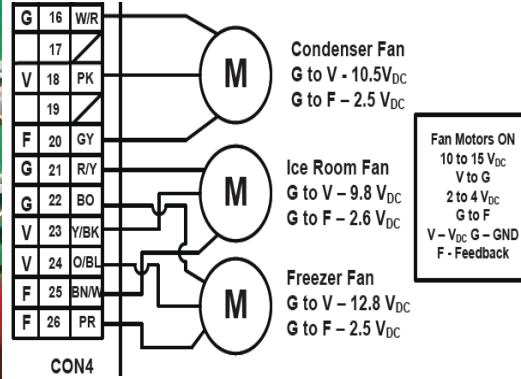 G 16 W/R
17
V 18 PK
19
F 20 GY
G 21 R/Y
G 22 BO
V 23 Y/BK
V 24 O/BL
F 25 BN/W
F 26 PR
CON4
M
Condenser Fan
G to V - 10.5VDC
G to F – 2.5 VDC
M
Ice Room Fan
G to V – 9.8 VDC
G to F – 2.6 VDC
M
Freezer Fan
G to V – 12.8 VDC
G to F – 2.5 VDC
Fan Motors ON
10 to 15 VDC
V to G
2 to 4 VDC
G to F
V – VDC G – GND
F - Feedback